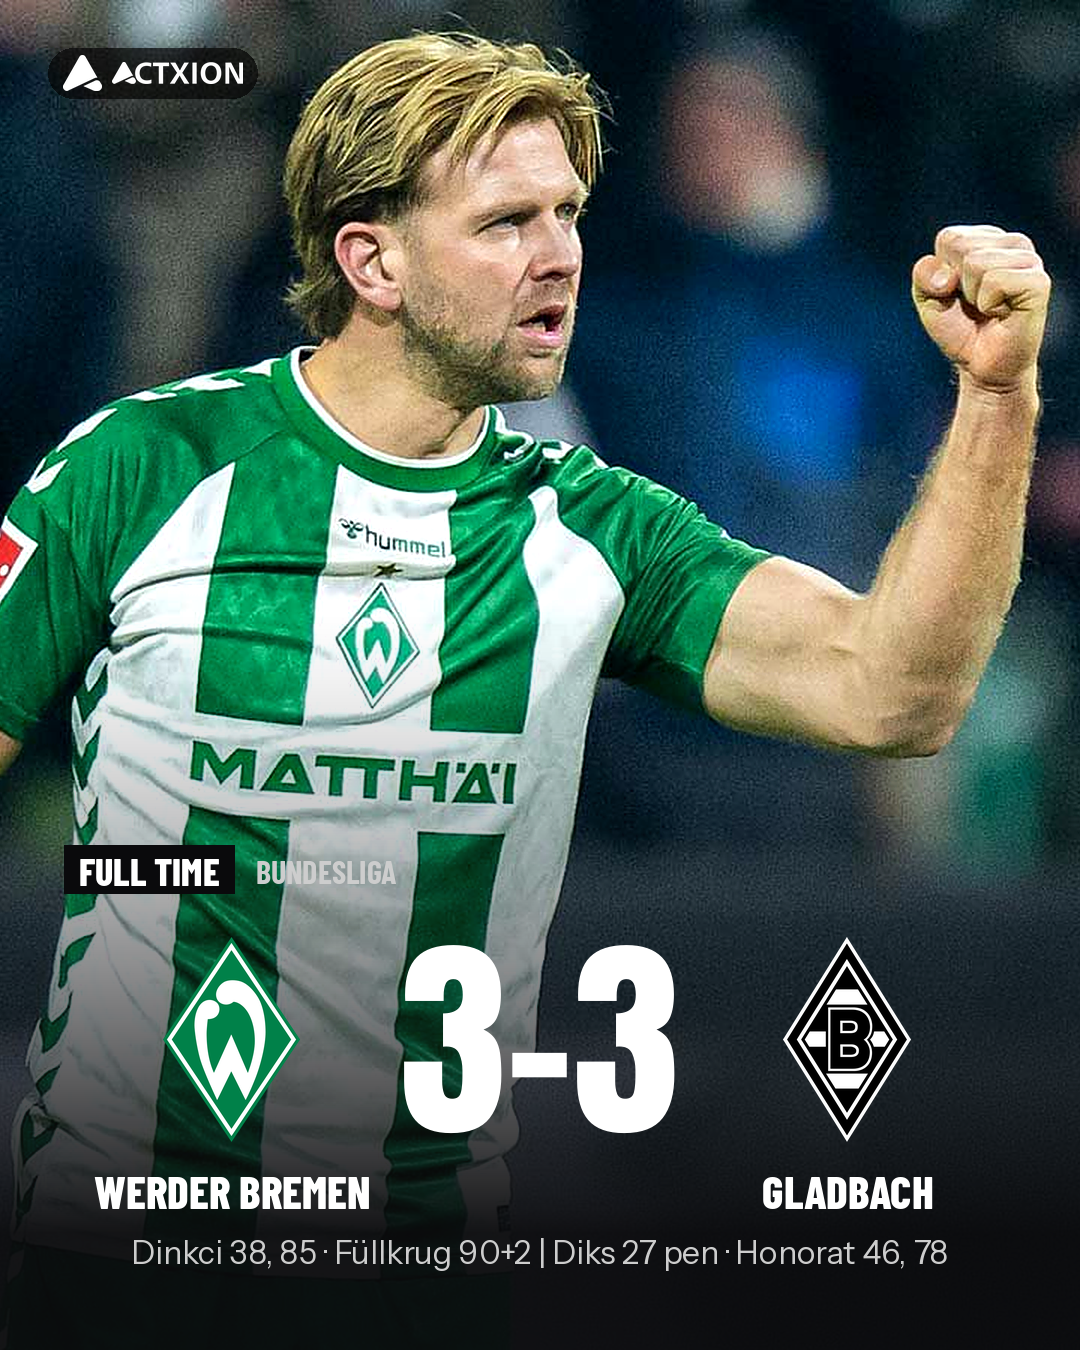 ACTXION
hummel
MATTHÄI
FULL TIME BUNDESLIGA
3-3
B
WERDER BREMEN GLADBACH
Dinkci 38, 85 · Füllkrug 90+2 | Diks 27 pen · Honorat 46, 78